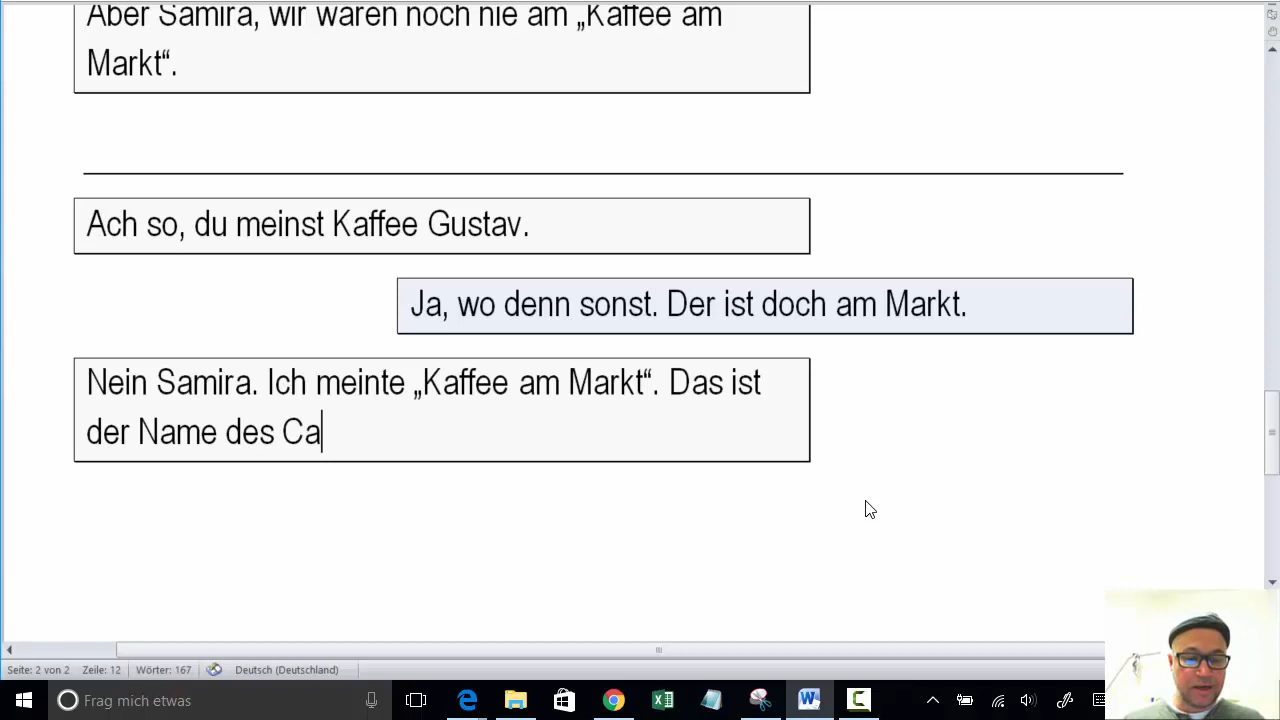 Aber Samira, wir waren noch nie am „Kaffee am
Markt“.
Ach so, du meinst Kaffee Gustav.
Ja, wo denn sonst. Der ist doch am Markt.
Nein Samira. Ich meinte „Kaffee am Markt“. Das ist
der Name des Ca
Seite: 2 von 2 Zeile: 12 Wörter: 167 Deutsch (Deutschland)
Frag mich etwas